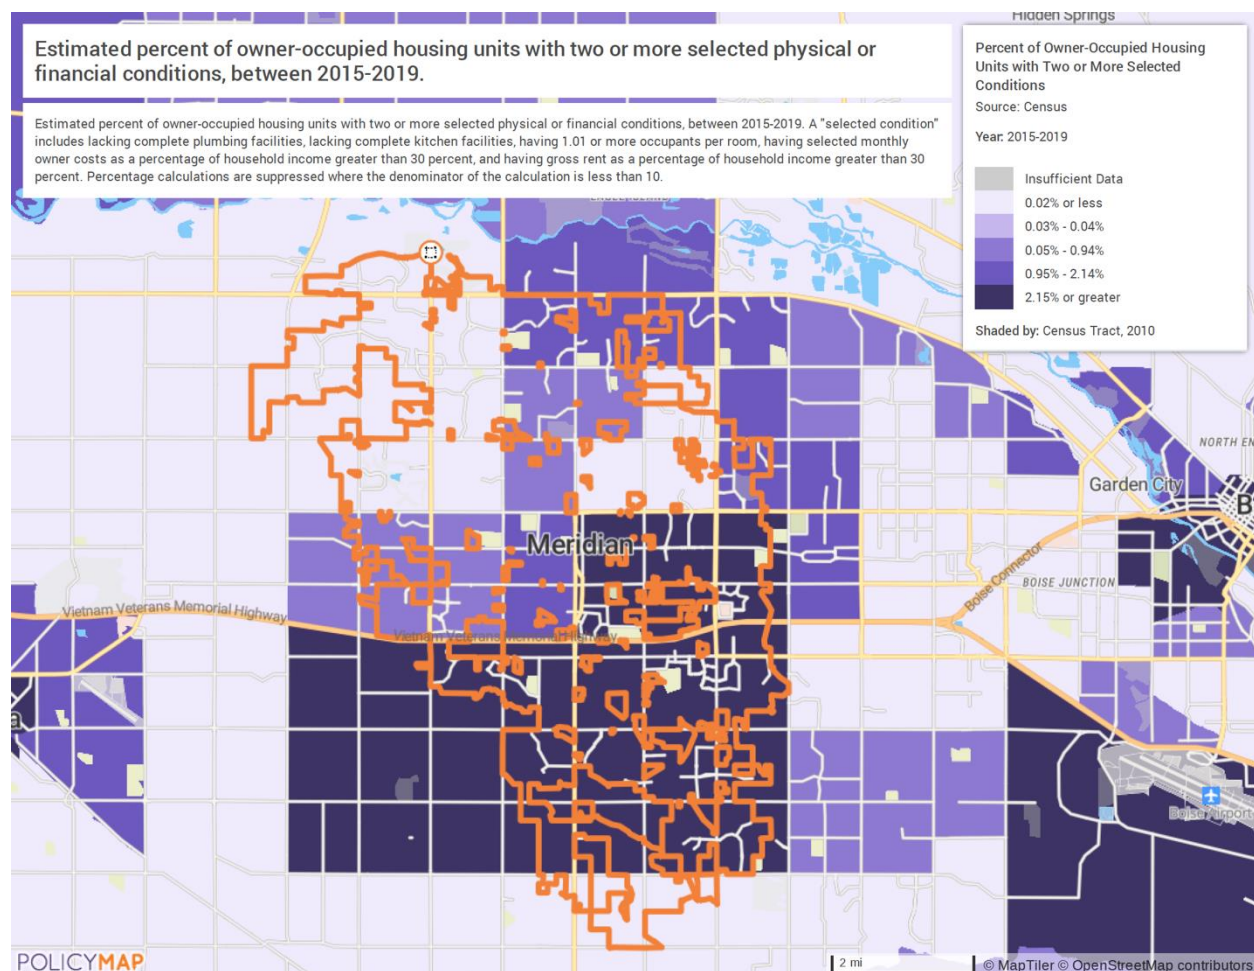 Hidden Springs
Estimated percent of owner-occupied housing units with two or more selected physical or
financial conditions, between 2015-2019.
Estimated percent of owner-occupied housing units with two or more selected physical or financial conditions, between 2015-2019. A "selected condition"
includes lacking complete plumbing facilities, lacking complete kitchen facilities, having 1.01 or more occupants per room, having selected monthly
owner costs as a percentage of household income greater than 30 percent, and having gross rent as a percentage of household income greater than 30
percent. Percentage calculations are suppressed where the denominator of the calculation is less than 10.
Percent of Owner-Occupied Housing
Units with Two or More Selected
Conditions
Source: Census
Year: 2015-2019
Insufficient Data
0.02% or less
0.03% - 0.04%
0.05% - 0.94%
0.95% - 2.14%
2.15% or greater
Shaded by: Census Tract, 2010
NORTH EN
Garden City
B
Meridian
Boise Connector
BOISE JUNCTION
Vietnam Veterans Memorial Highway
Vietnam Veterans Memorial Highway
a
Boise Airport
POLICYMAP
2 mi
© MapTiler © OpenStreetMap contributors